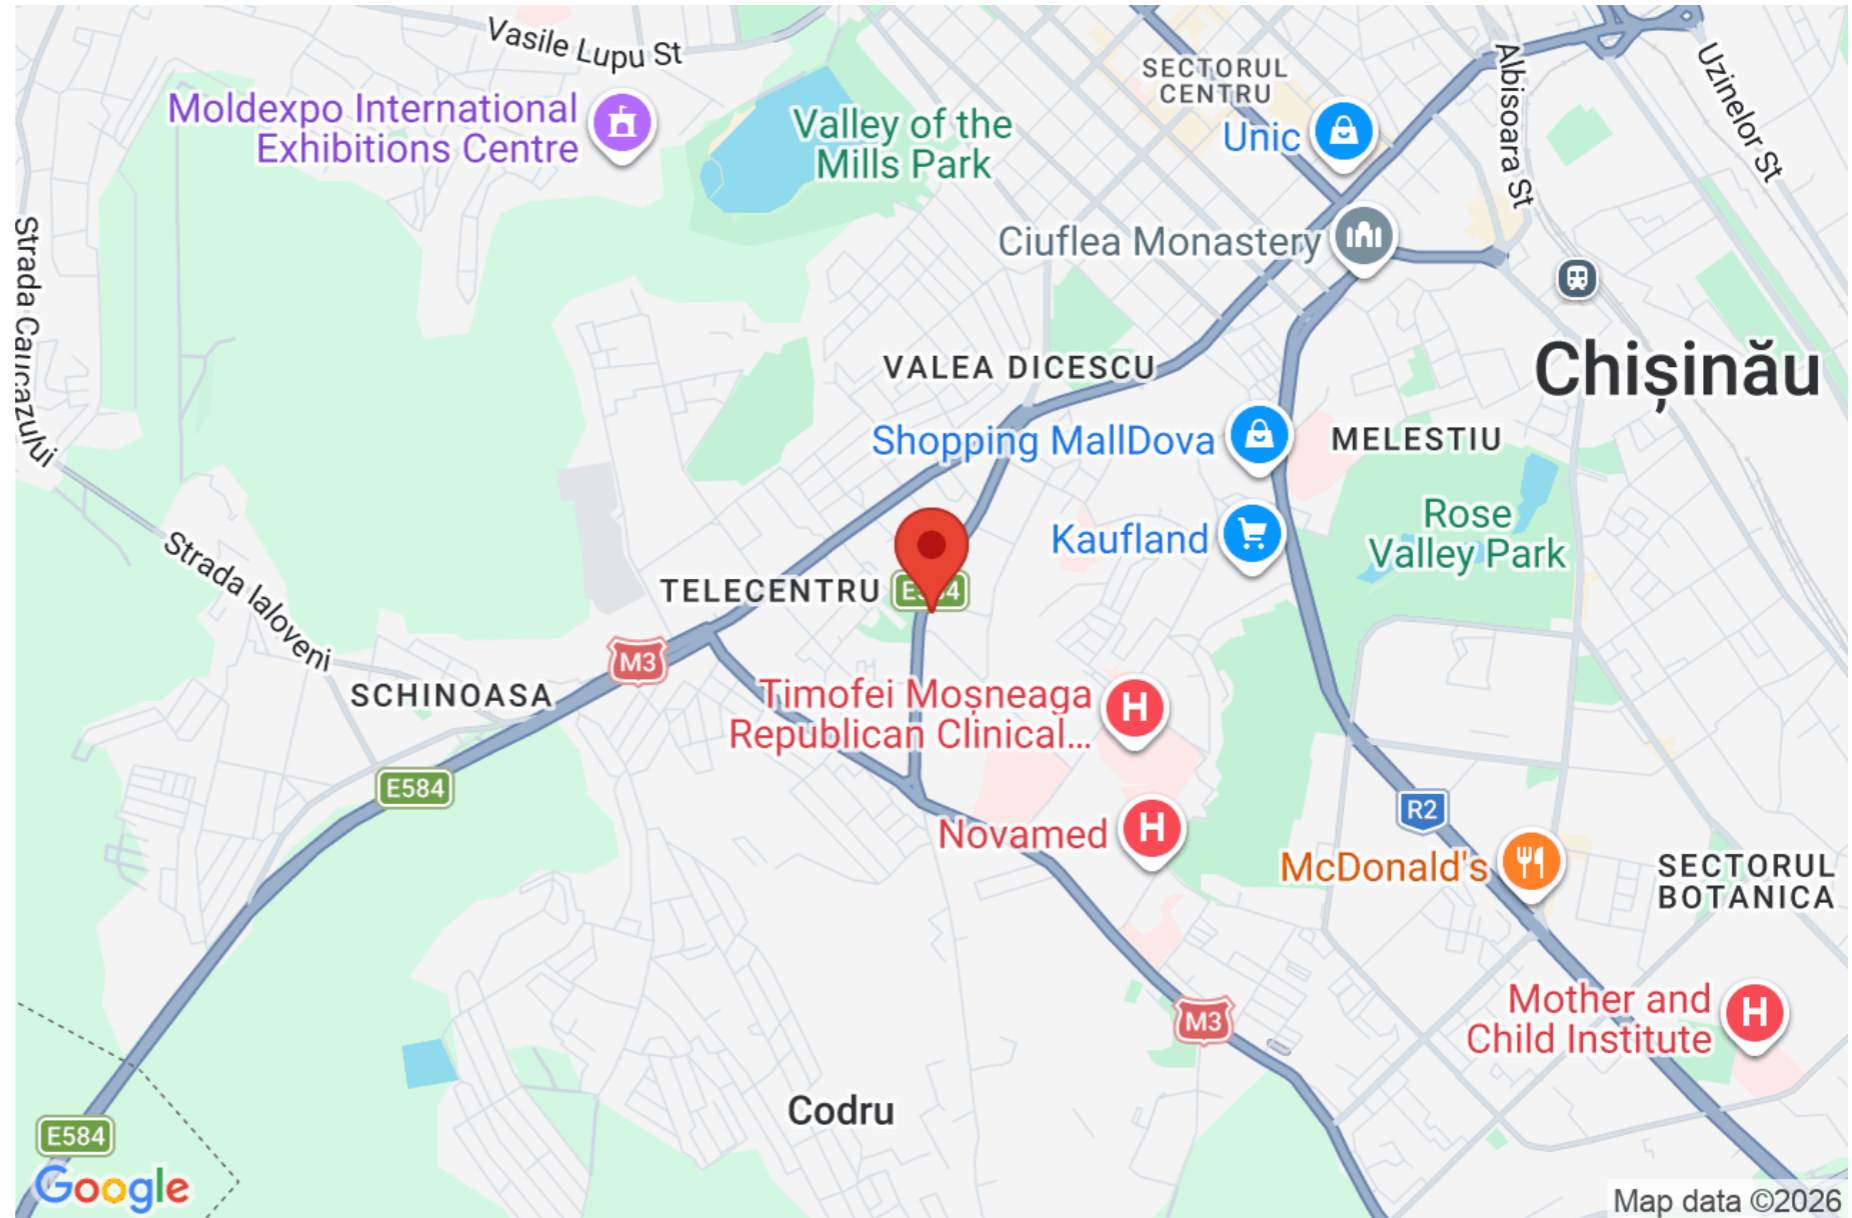 Vasile Lupu St
SECTORUL
CENTRU
Albisoara St
Uzinelor St
Moldexpo International
Exhibitions Centre
Valley of the
Mills Park
Unic
Ciuflea Monastery
Strada Caucazului
VALEA DICESCU
Chișinău
Shopping MallDova
MELESTIU
Rose
Valley Park
Kaufland
Strada Ialoveni
TELECENTRU
M3
SCHINOASA
Timofei Moșneaga
Republican Clinical...
H
E584
R2
Novamed
H
McDonald's
SECTORUL
BOTANICA
Mother and
Child Institute
H
M3
Codru
E584
Google
Map data ©2026